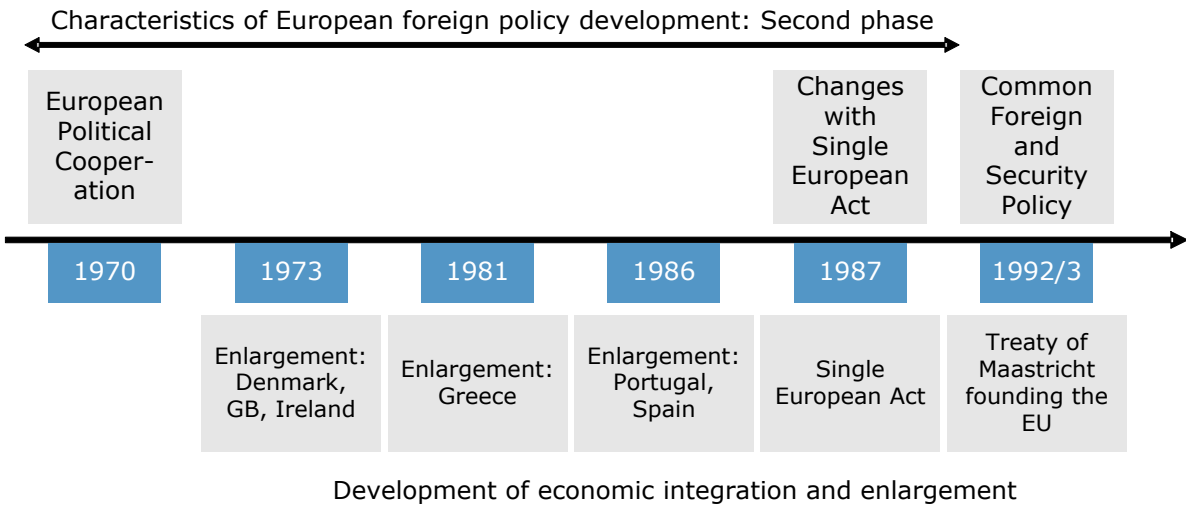 Characteristics of European foreign policy development: Second phase
European
Political
Cooper-
ation
Changes
with
Single
European
Act
Common
Foreign
and
Security
Policy
1970
1973
1981
1986
1987
1992/3
Enlargement:
Denmark,
GB, Ireland
Enlargement:
Greece
Enlargement:
Portugal,
Spain
Single
European Act
Treaty of
Maastricht
founding the
EU
Development of economic integration and enlargement